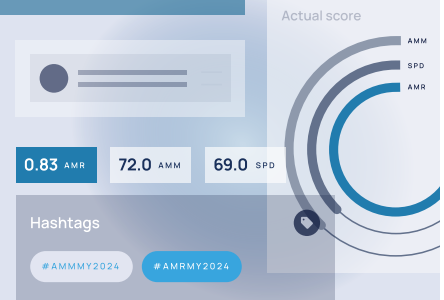 Actual score
AMM
SPD
AMR
0.83 AMR
72.0 AMM
69.0 SPD
Hashtags
#AMMMY2024
#AMRMY2024